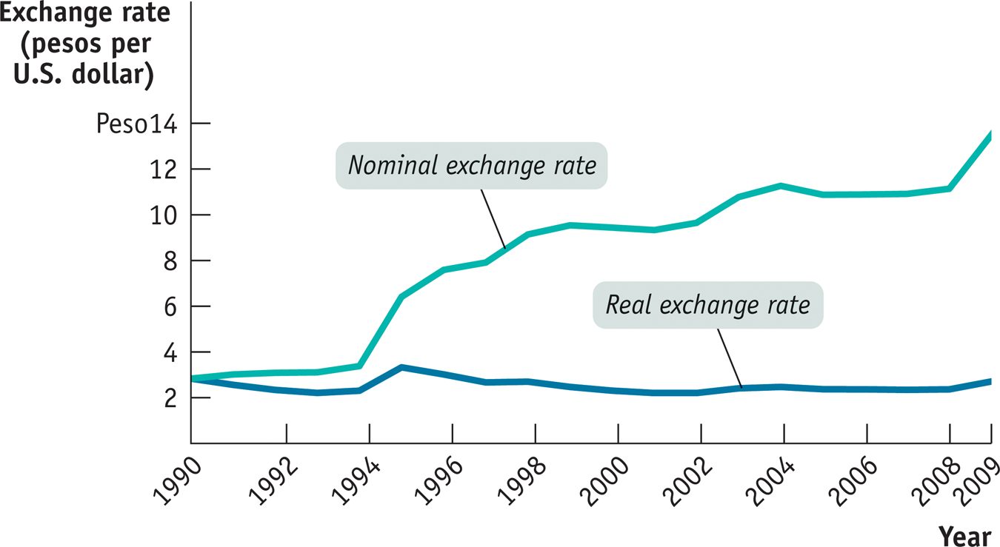 Exchange rate
(pesos per
U.S. dollar)
Peso14
12
10
8
6
4
2
Nominal exchange rate
Real exchange rate
1990
1992
1994
1996
1998
2000
2002
2004
2006
2008
2009
Year